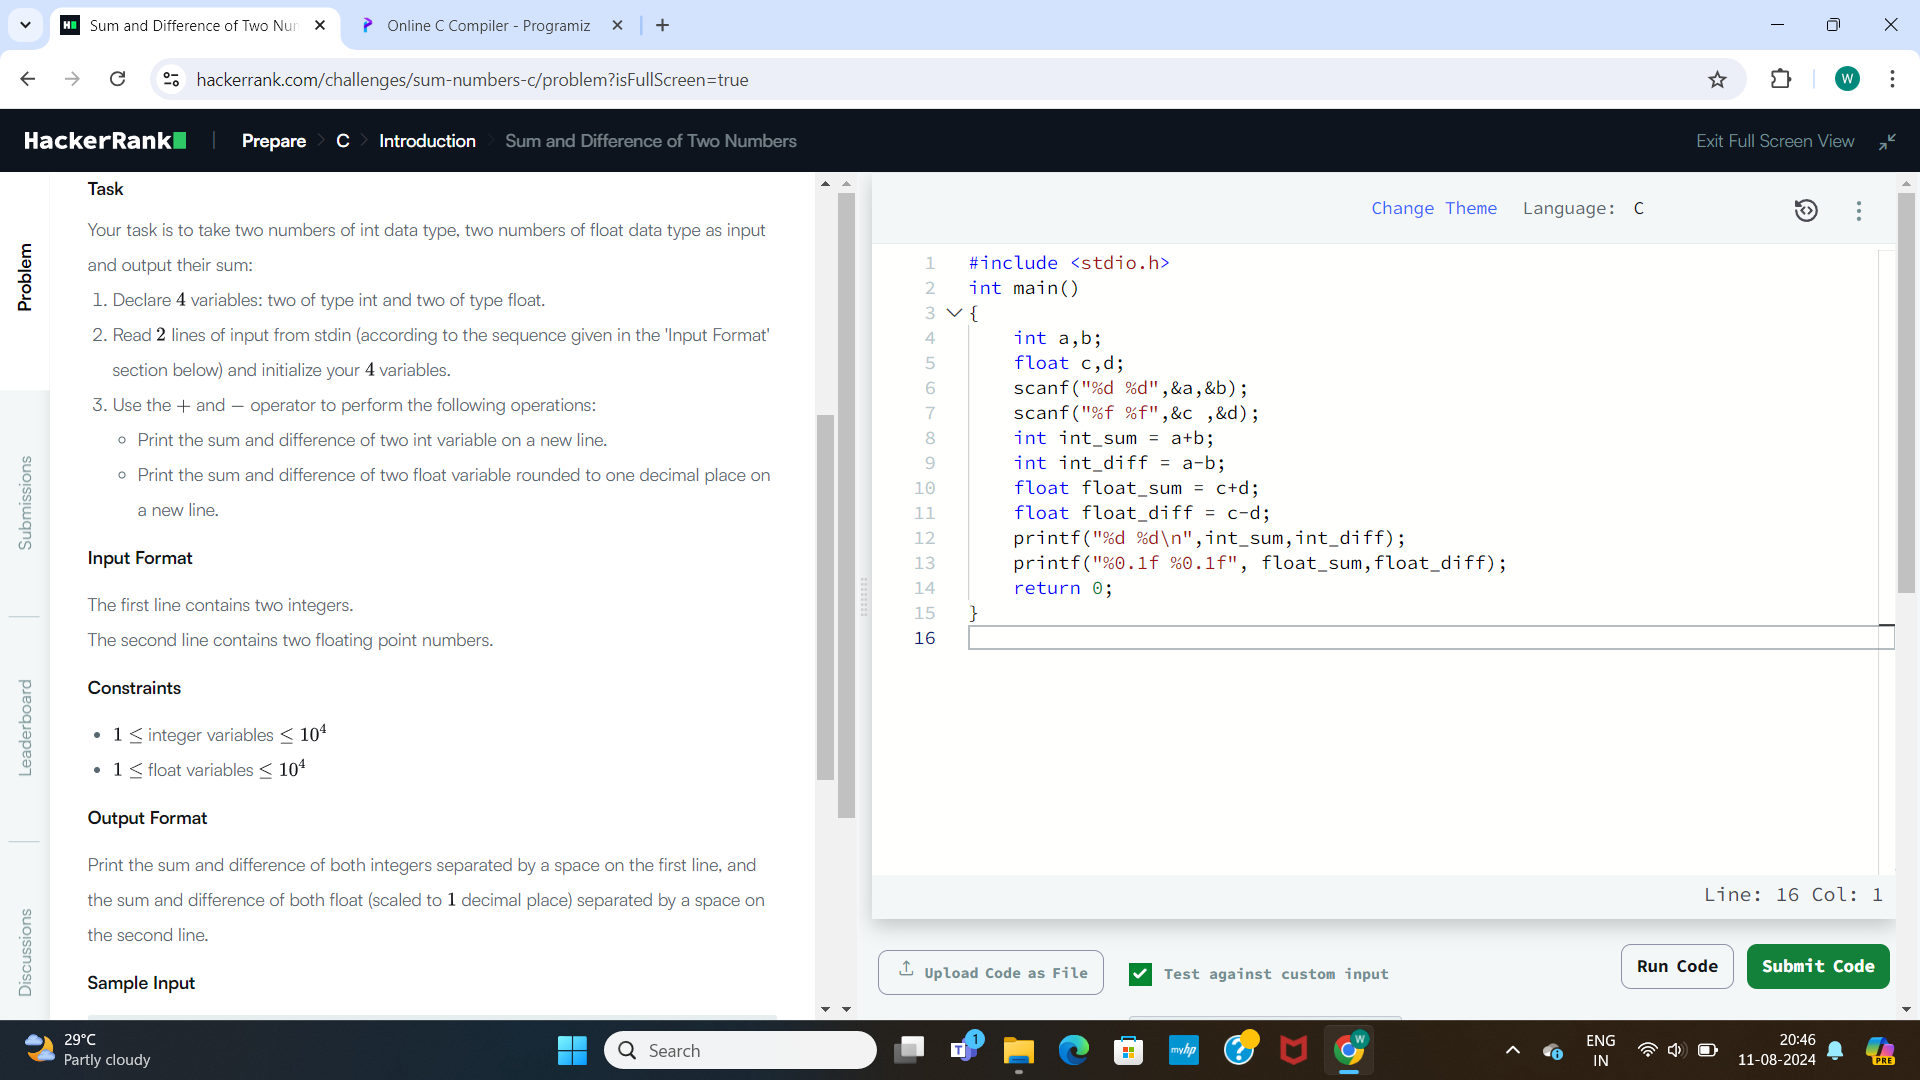 Sum and Difference of Two Nun
Online C Compiler - Programiz
hackerrank.com/challenges/sum-numbers-c/problem?isFullScreen=true
W
HackerRank
Prepare
C
Introduction
Sum and Difference of Two Numbers
Exit Full Screen View
Problem
Submissions
Leaderboard
Discussions
Task
Your task is to take two numbers of int data type, two numbers of float data type as input
and output their sum:
1. Declare 4 variables: two of type int and two of type float.
2. Read 2 lines of input from stdin (according to the sequence given in the 'Input Format'
section below) and initialize your 4 variables.
3. Use the + and − operator to perform the following operations:
Print the sum and difference of two int variable on a new line.
Print the sum and difference of two float variable rounded to one decimal place on
a new line.
Input Format
The first line contains two integers.
The second line contains two floating point numbers.
Constraints
• 1 ≤ integer variables ≤ 10⁴
• 1 ≤ float variables ≤ 10⁴
Output Format
Print the sum and difference of both integers separated by a space on the first line, and
the sum and difference of both float (scaled to 1 decimal place) separated by a space on
the second line.
Sample Input
Change Theme Language: C
1 #include <stdio.h>
2 int main()
3 {
4 int a,b;
5 float c,d;
6 scanf("%d %d",&a,&b);
7 scanf("%f %f",&c ,&d);
8 int int_sum = a+b;
9 int int_diff = a-b;
10 float float_sum = c+d;
11 float float_diff = c-d;
12 printf("%d %d\n",int_sum,int_diff);
13 printf("%0.1f %0.1f", float_sum,float_diff);
14 return 0;
15 }
16
Line: 16 Col: 1
Upload Code as File
Test against custom input
Run Code
Submit Code
29°C
Partly cloudy
Search
1
myhp
W
ENG
IN
20:46
11-08-2024
PRE